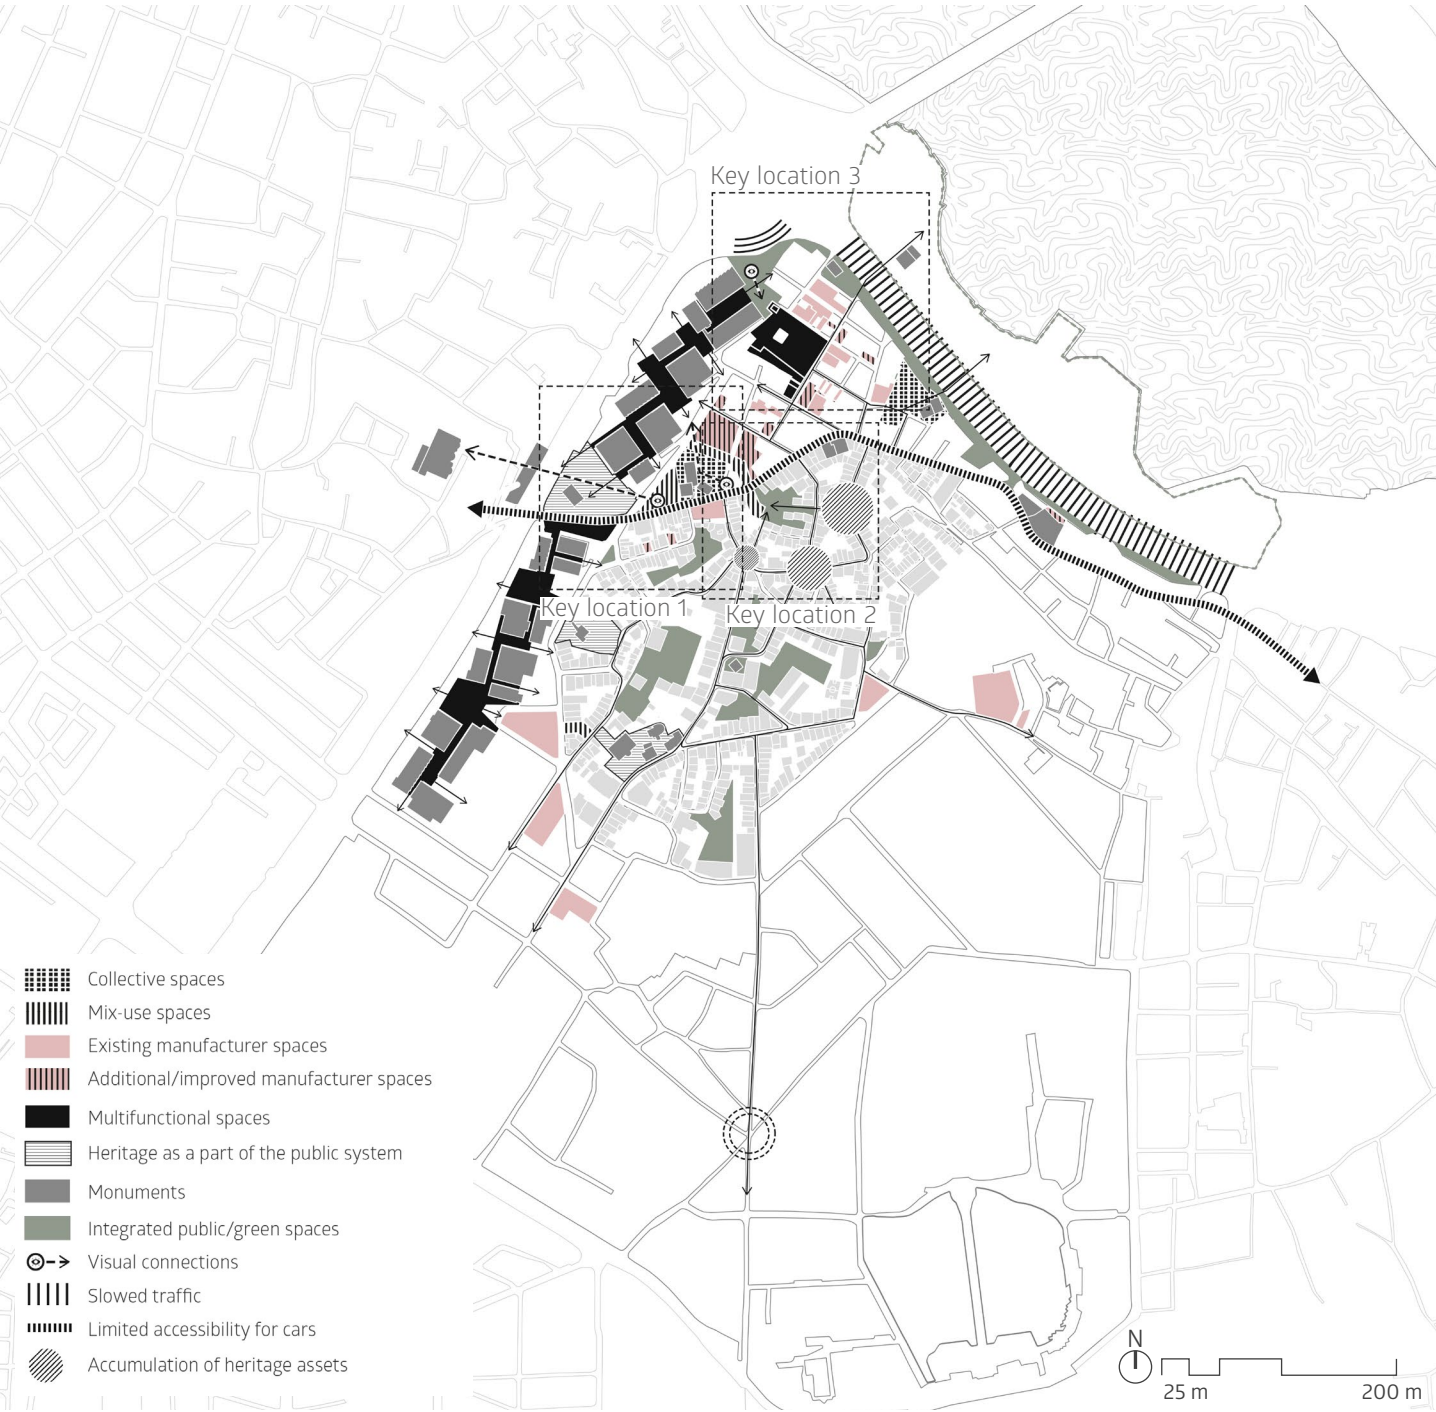 Key location 3
Key location 1
Key location 2
Collective spaces
Mix-use spaces
Existing manufacturer spaces
Additional/improved manufacturer spaces
Multifunctional spaces
Heritage as a part of the public system
Monuments
Integrated public/green spaces
Visual connections
Slowed traffic
Limited accessibility for cars
Accumulation of heritage assets
N
25 m
200 m